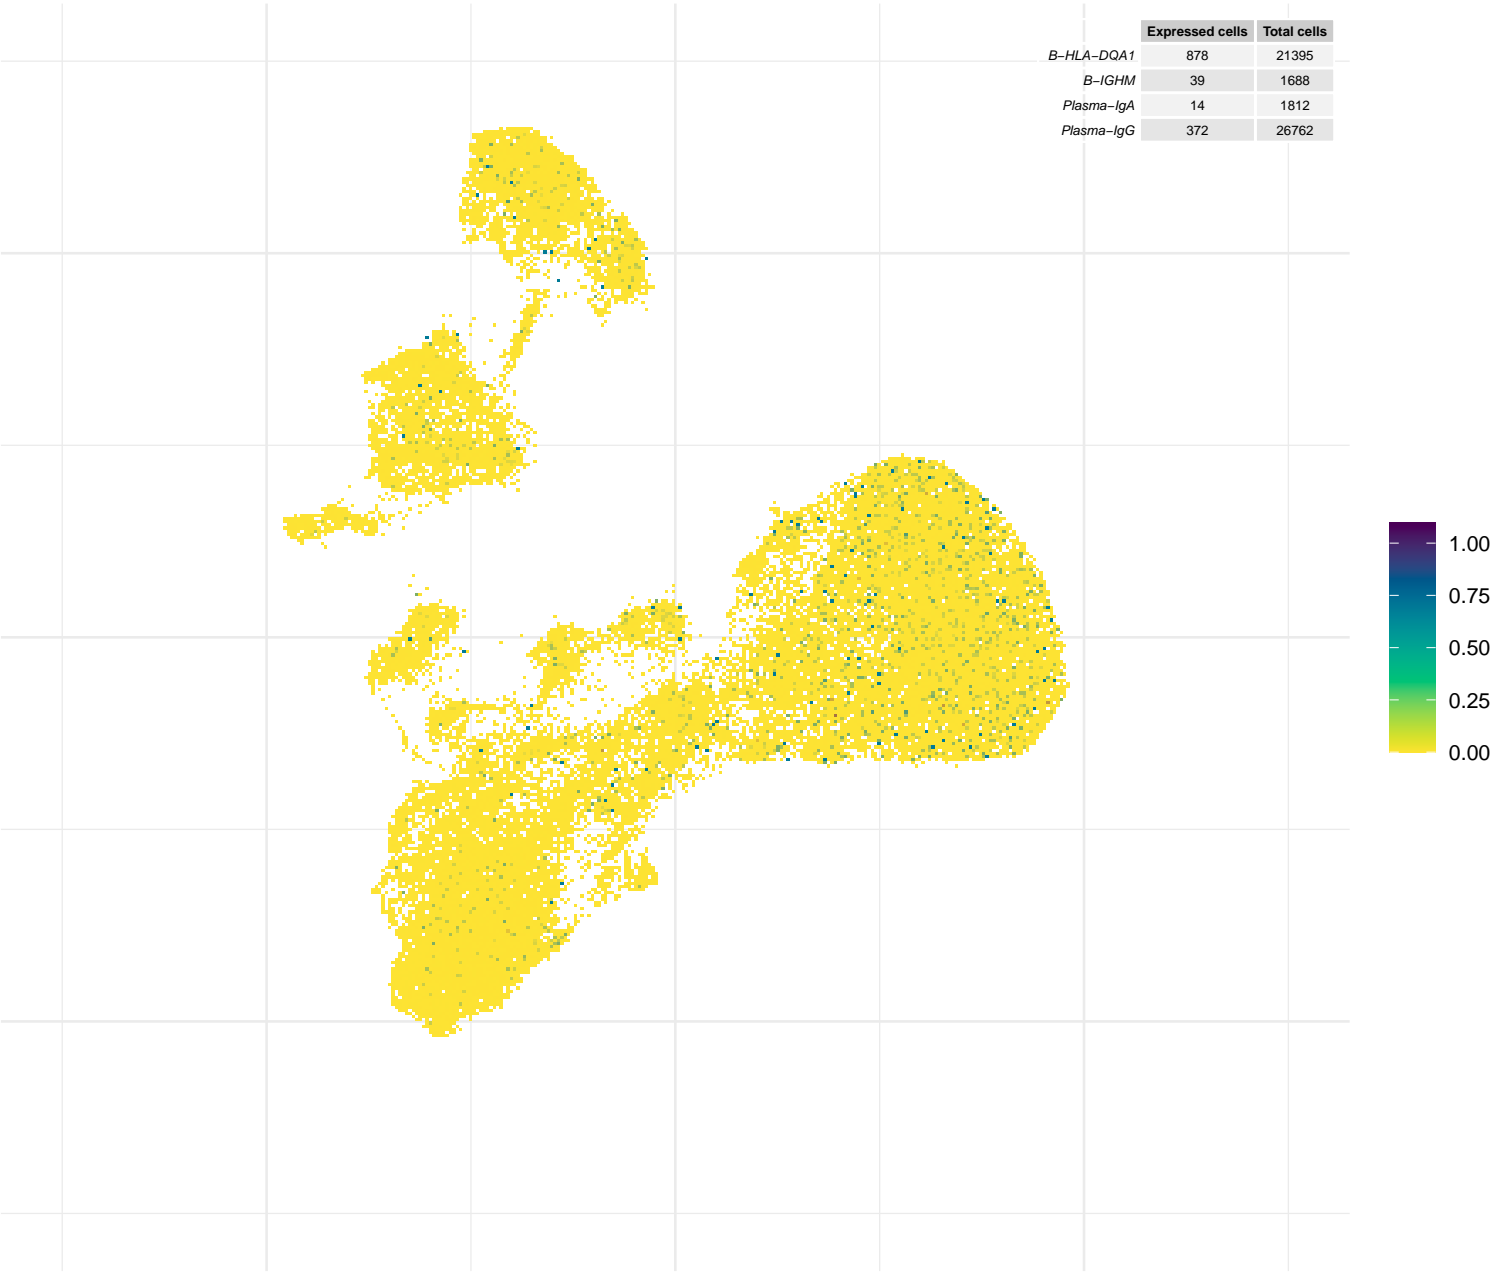 Expressed cells Total cells
B−HLA−DQA1 878 21395
B−IGHM 39 1688
Plasma−IgA 14 1812
Plasma−IgG 372 26762
1.00
0.75
0.50
0.25
0.00